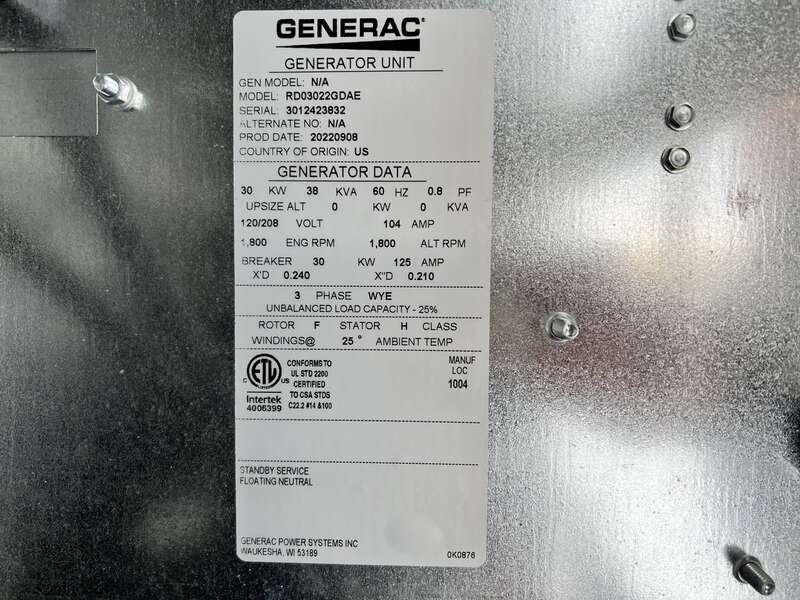 GENERAC
GENERATOR UNIT
GEN MODEL: N/A
MODEL: RD03022GDAE
SERIAL: 3012423832
ALTERNATE NO: N/A
PROD DATE: 20220908
COUNTRY OF ORIGIN: US
GENERATOR DATA
30 KW 38 KVA 60 HZ 0.8 PF
UPSIZE ALT 0 KW 0 KVA
120/208 VOLT 104 AMP
1,800 ENG RPM 1,800 ALT RPM
BREAKER 30 KW 125 AMP
X'D 0.240 X"D 0.210
3 PHASE WYE
UNBALANCED LOAD CAPACITY - 25%
ROTOR F STATOR H CLASS
WINDINGS@ 25° AMBIENT TEMP
ETL
C US
Intertek
4006399
CONFORMS TO
UL STD 2200
CERTIFIED
TO CSA STDS
C22.2 #14 &100
MANUF
LOC
1004
STANDBY SERVICE
FLOATING NEUTRAL
GENERAC POWER SYSTEMS INC
WAUKESHA, WI 53189
0K0876